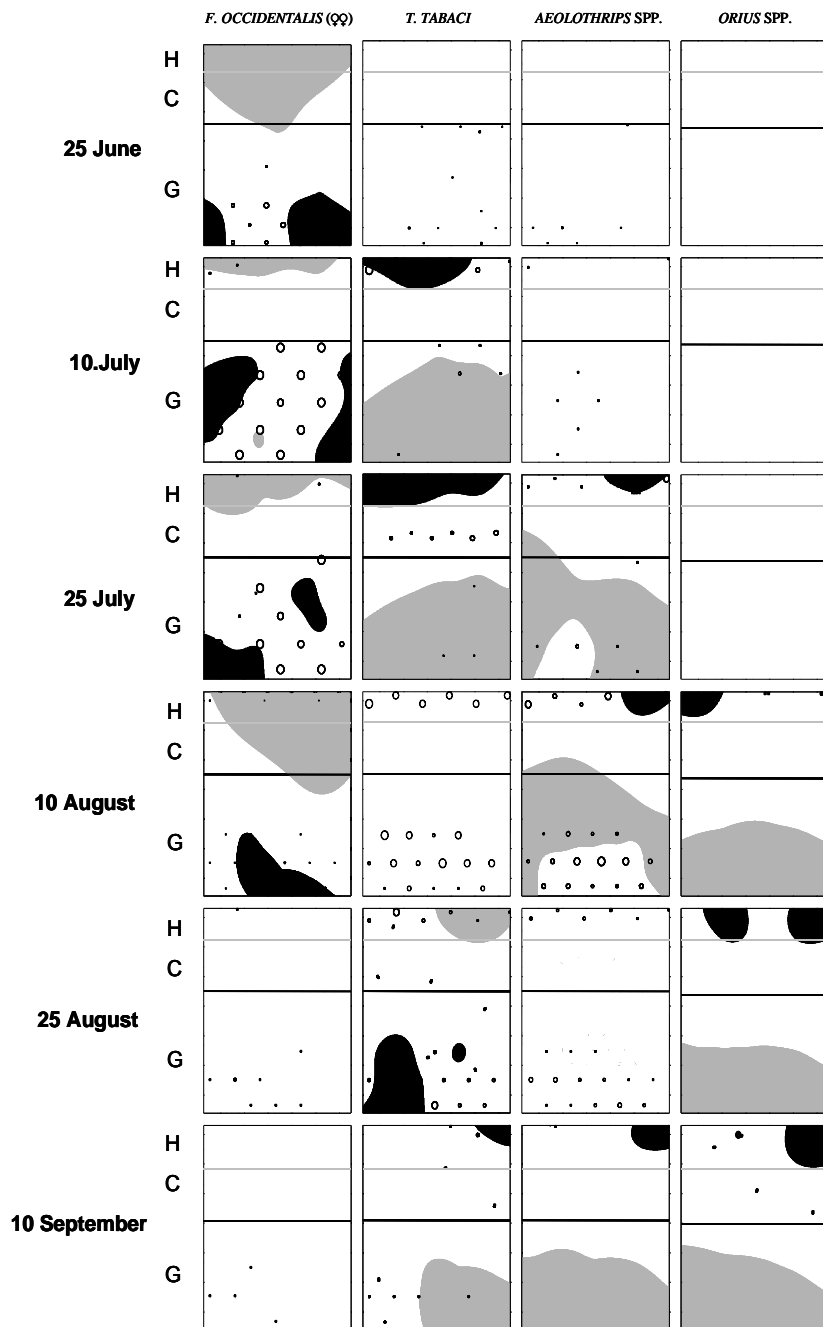 F. OCCIDENTALIS (♀♀) T. TABACI AEOLOTHRIPS SPP. ORIUS SPP.
H
C
25 June
G
H
C
10.July
G
H
C
25 July
G
H
C
10 August
G
H
C
25 August
G
H
C
10 September
G